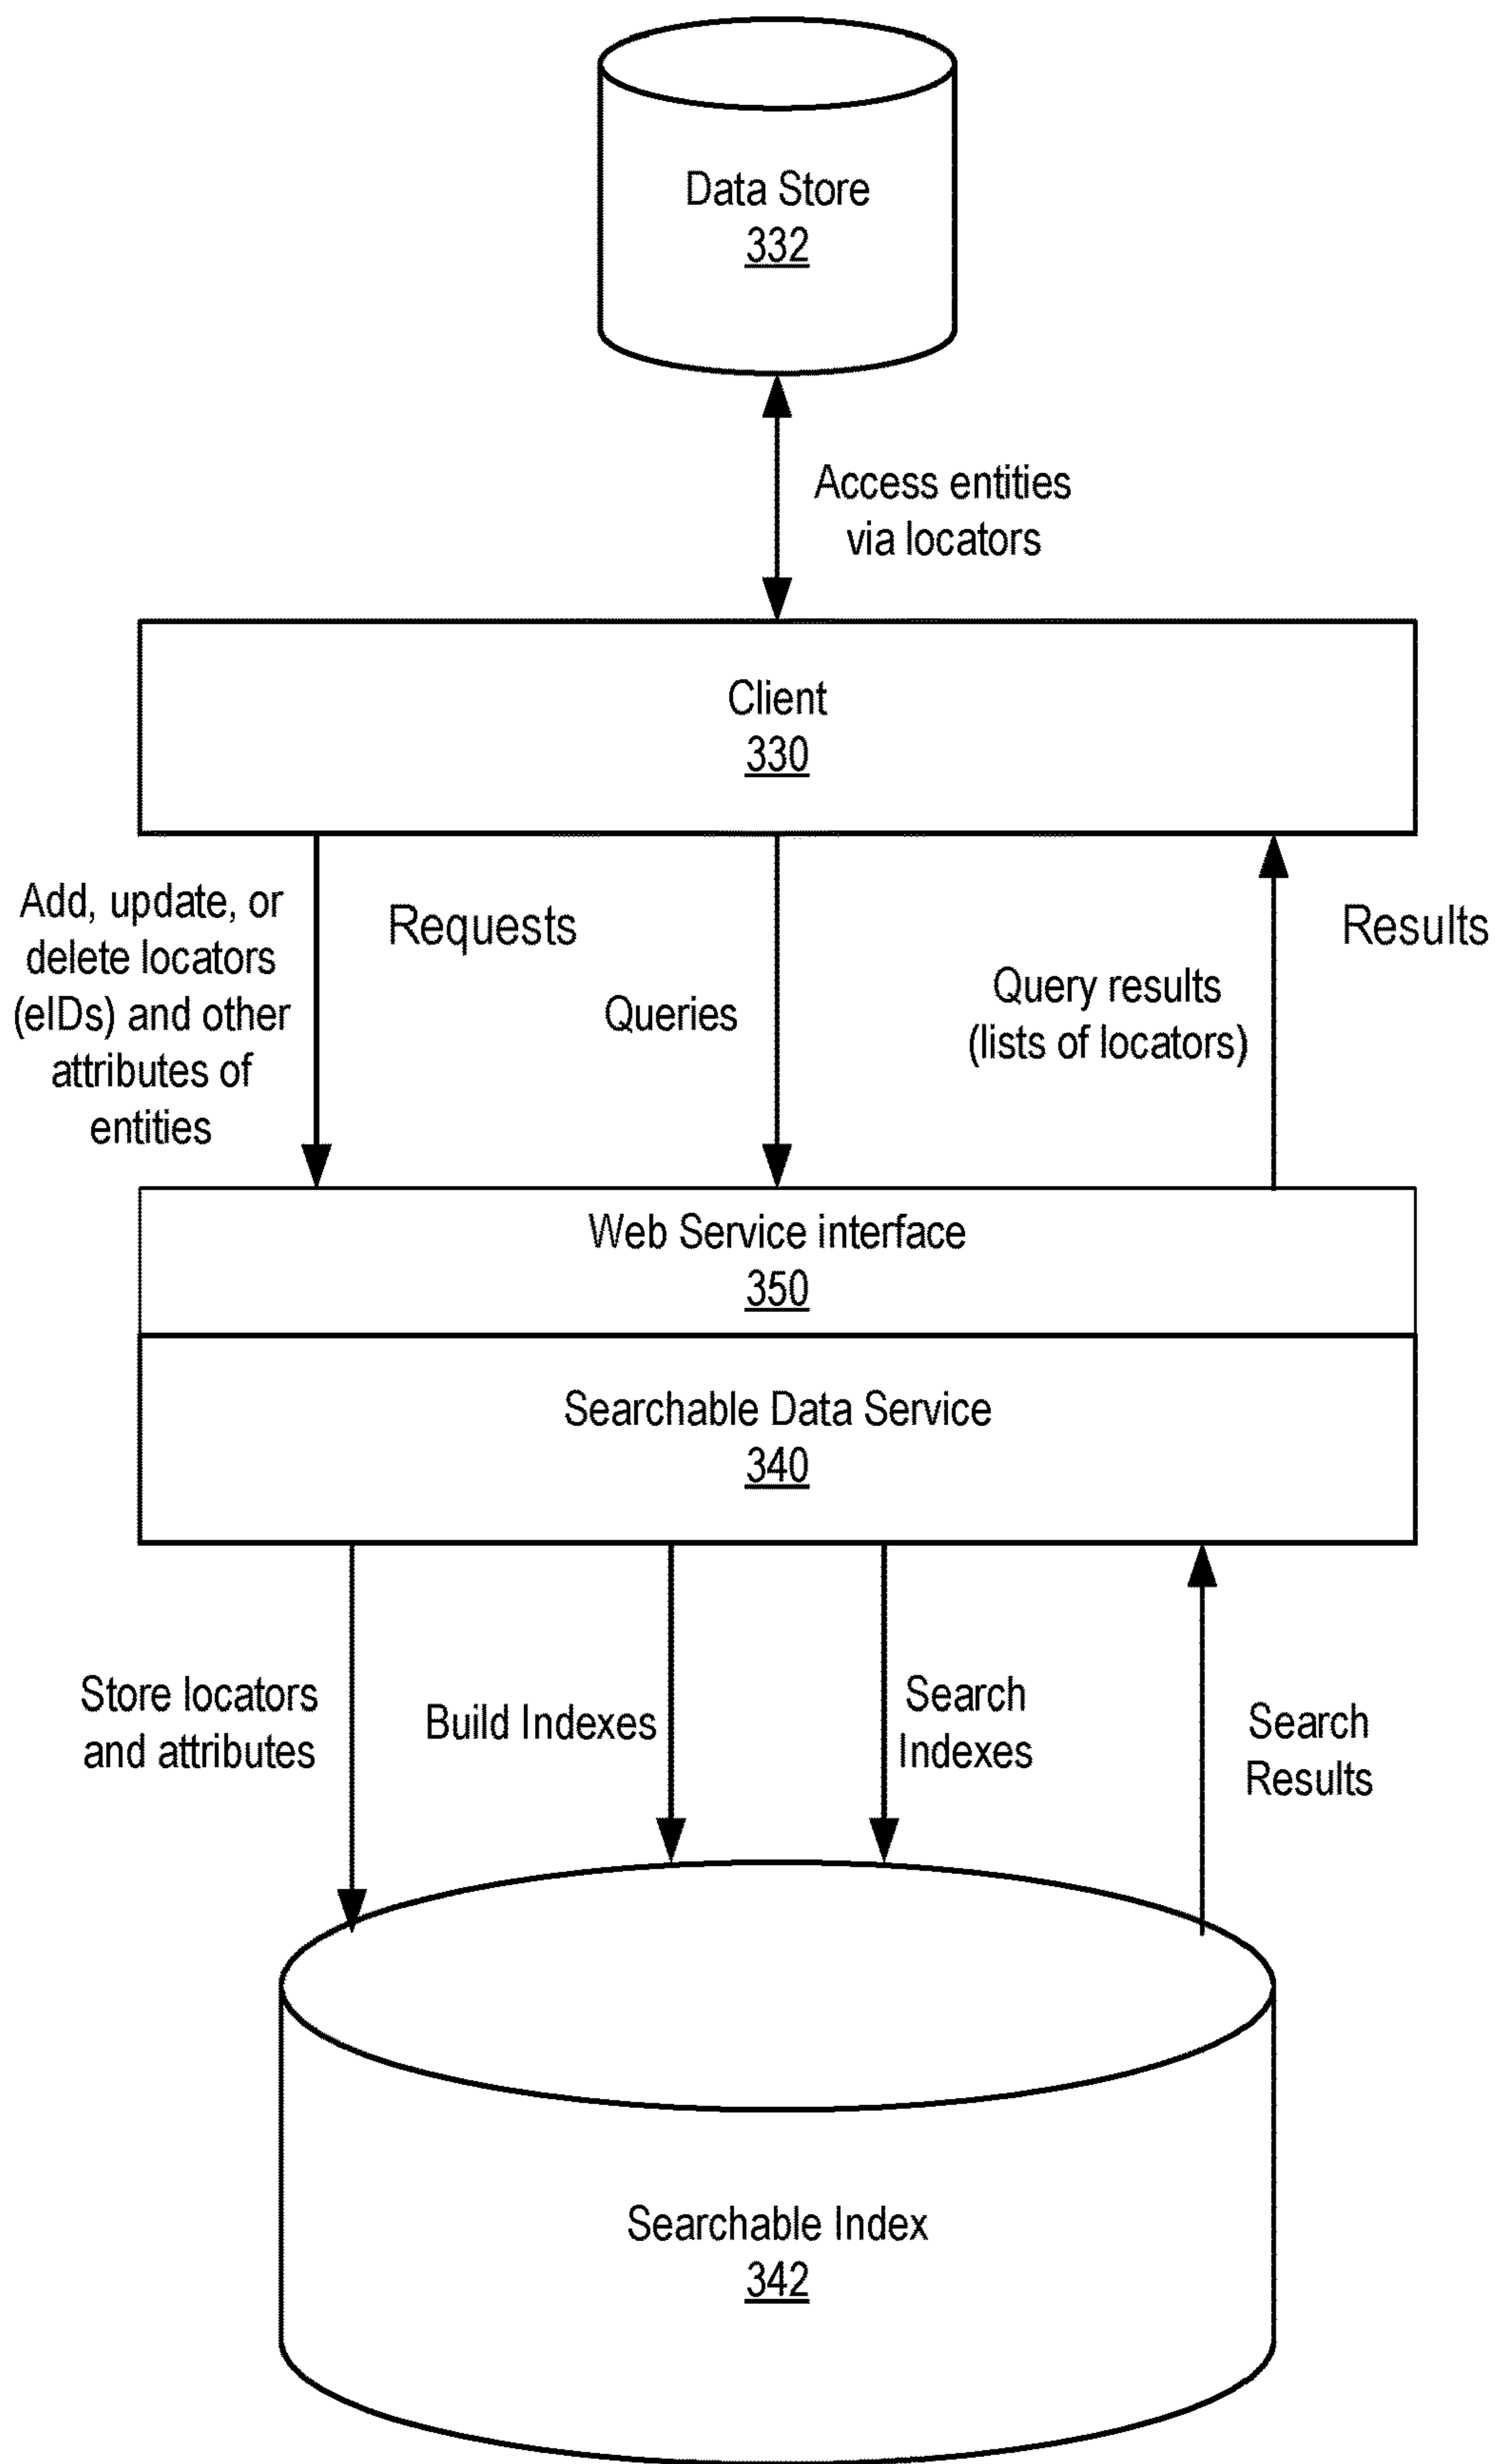 Data Store
332
Access entities
via locators
Client
330
Add, update, or
delete locators
(eIDs) and other
attributes of
entities
Requests
Queries
Query results
(lists of locators)
Results
Web Service interface
350
Searchable Data Service
340
Store locators
and attributes
Build Indexes
Search
Indexes
Search
Results
Searchable Index
342